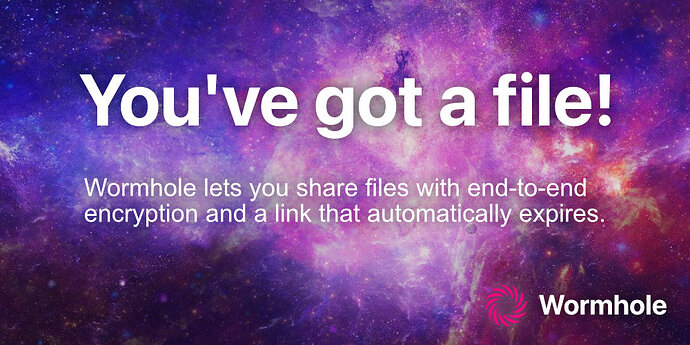 You've got a file!
Wormhole lets you share files with end-to-end
encryption and a link that automatically expires.
Wormhole